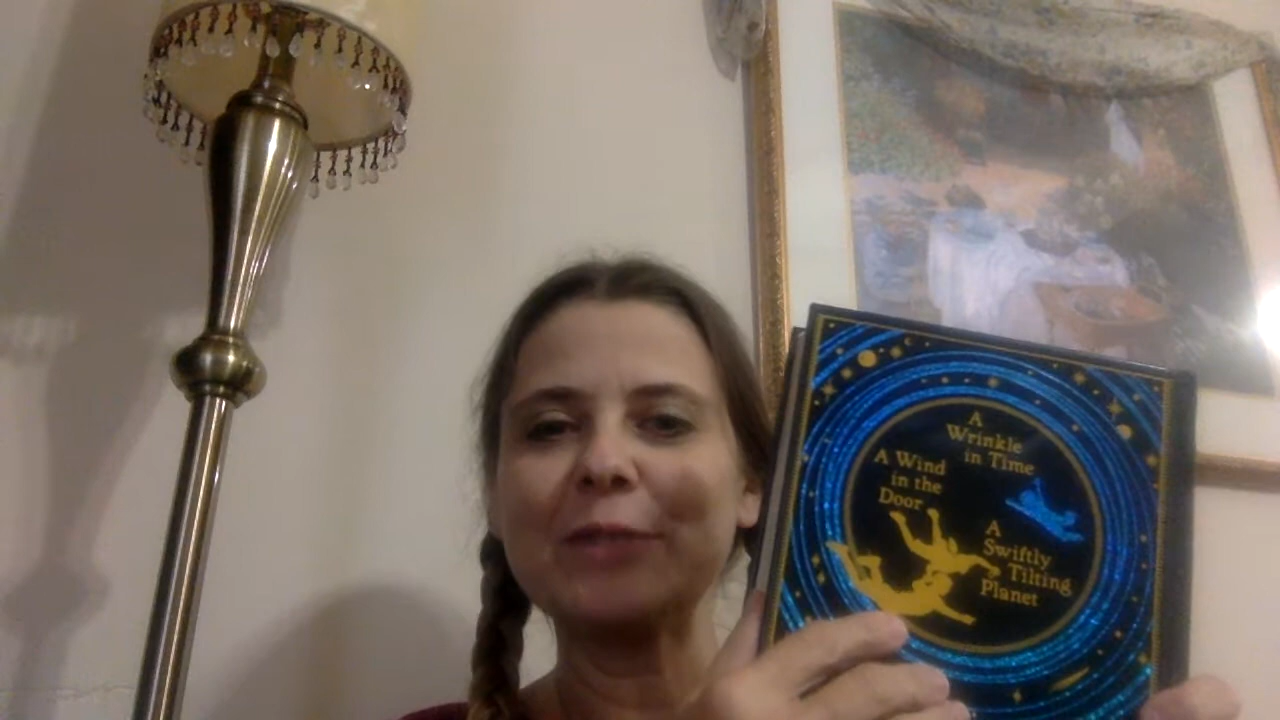 A
Wrinkle
in Time
A Wind
in the
Door
A
Swiftly
Tilting
Planet